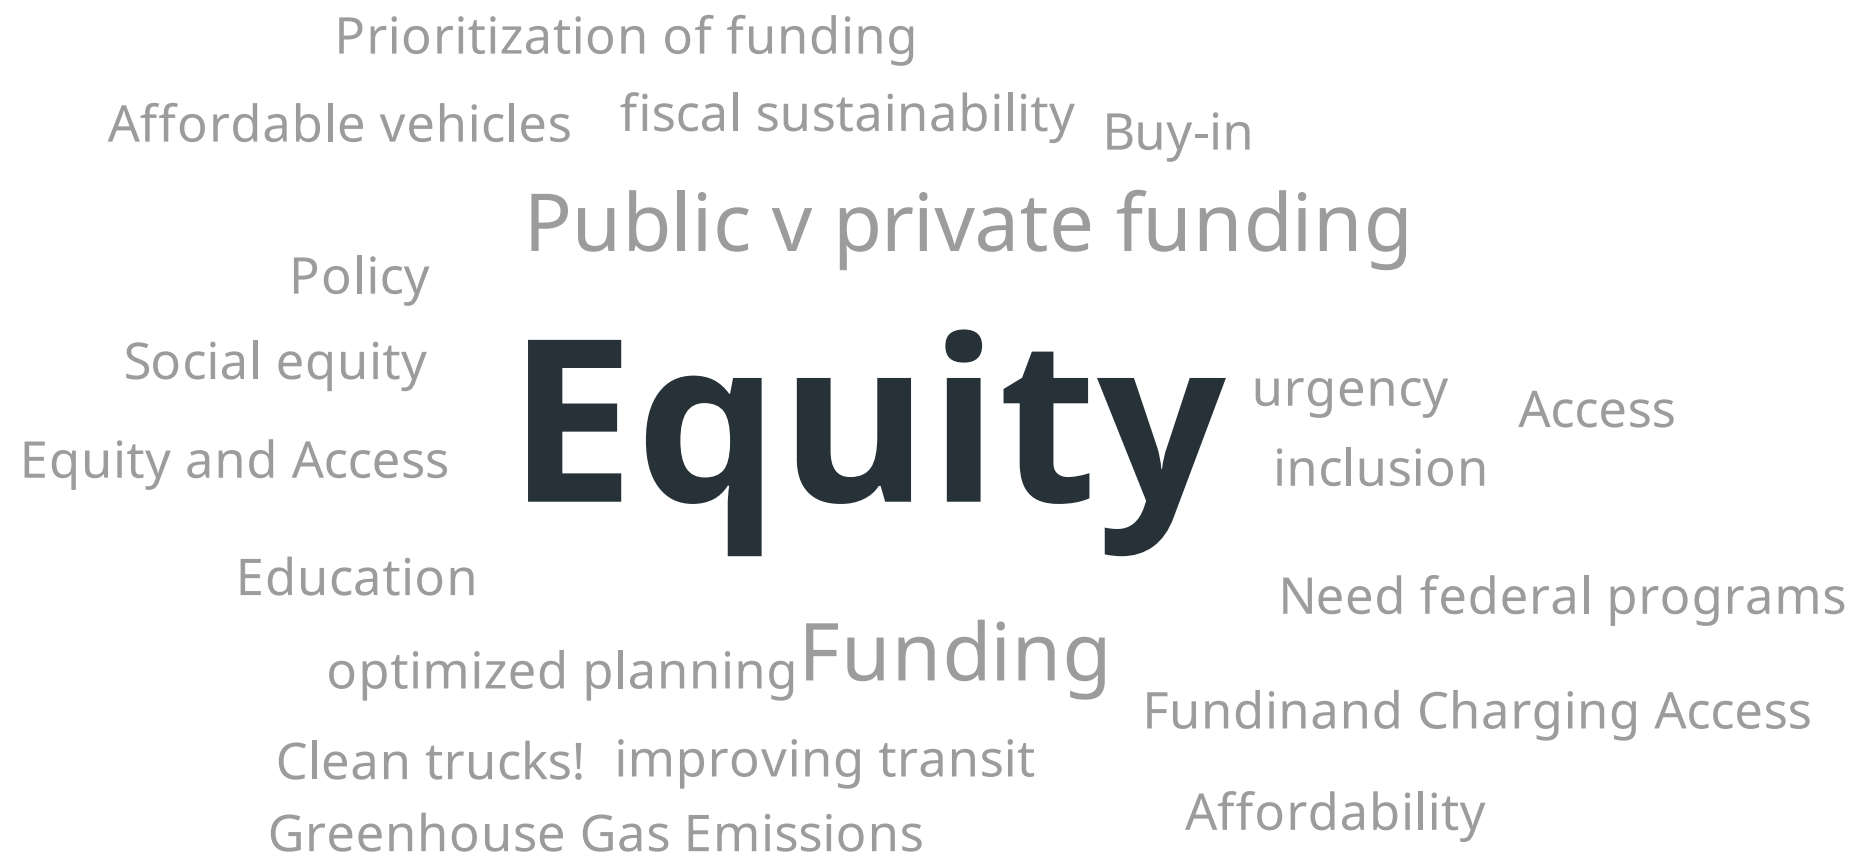 Prioritization of funding
Affordable vehicles
fiscal sustainability
Buy-in
Public v private funding
Policy
Social equity
Equity
urgency
Access
Equity and Access
inclusion
Education
Need federal programs
optimized planning
Funding
Fundinand Charging Access
Clean trucks!
improving transit
Affordability
Greenhouse Gas Emissions